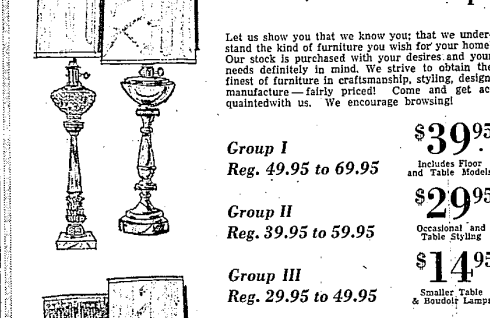 Let us show you that we know you; that we under-
stand the kind of furniture you wish for your home
Our stock is purchased with your desires and your
needs definitely in mind. We strive to obtain the
finest of furniture in craftsmanship, styling, design
manufacture — fairly priced! Come and get ac
quaintedwith us. We encourage browsing!
Group I
Reg. 49.95 to 69.95
$39.95
Includes Floor
and Table Models
Group II
Reg. 39.95 to 59.95
$29.95
Occasional and
Table Styling
Group III
Reg. 29.95 to 49.95
$14.95
Smaller Table
& Boudoir Lamps